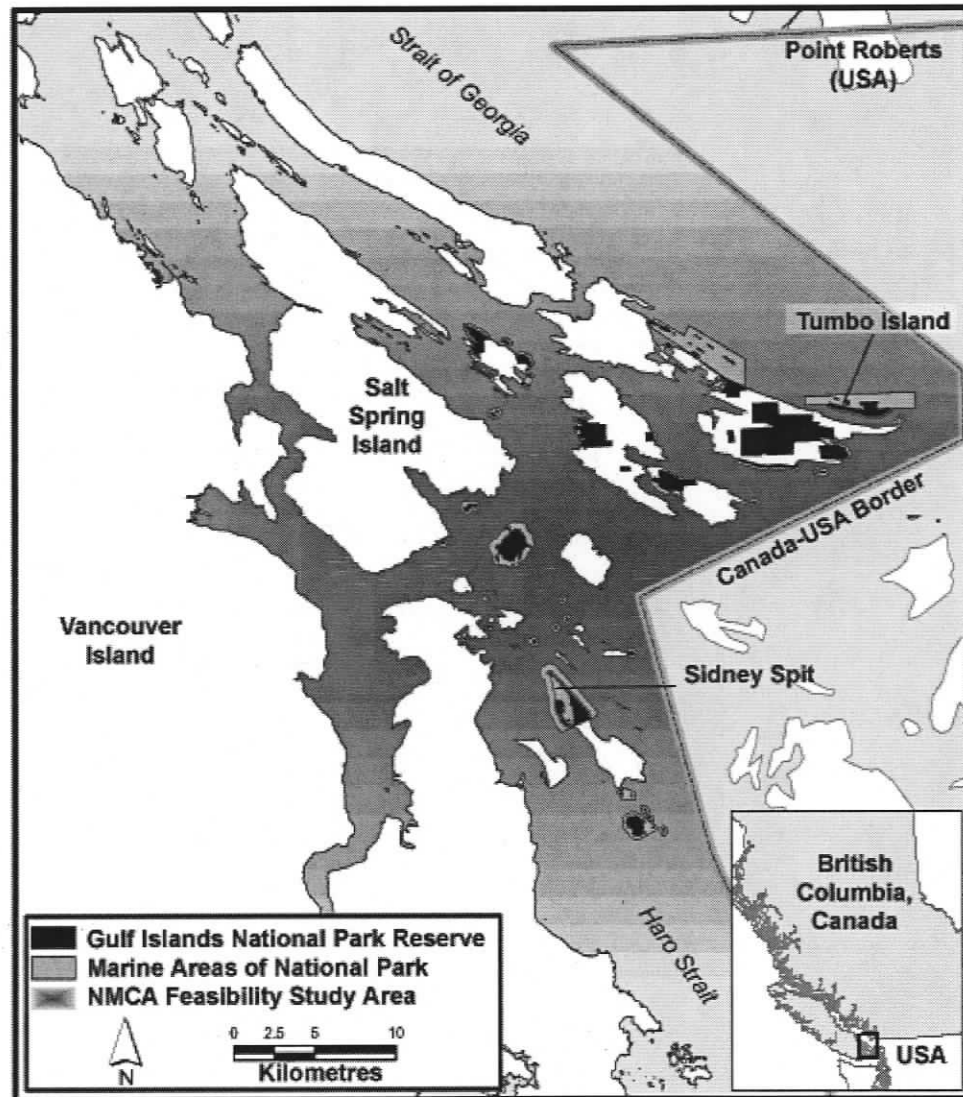 Strait of Georgia
Point Roberts
(USA)
Tumbo Island
Salt
Spring
Island
Canada-USA Border
Vancouver
Island
Sidney Spit
Haro Strait
British
Columbia,
Canada
USA
Gulf Islands National Park Reserve
Marine Areas of National Park
NMCA Feasibility Study Area
N
0 2.5 5 10
Kilometres